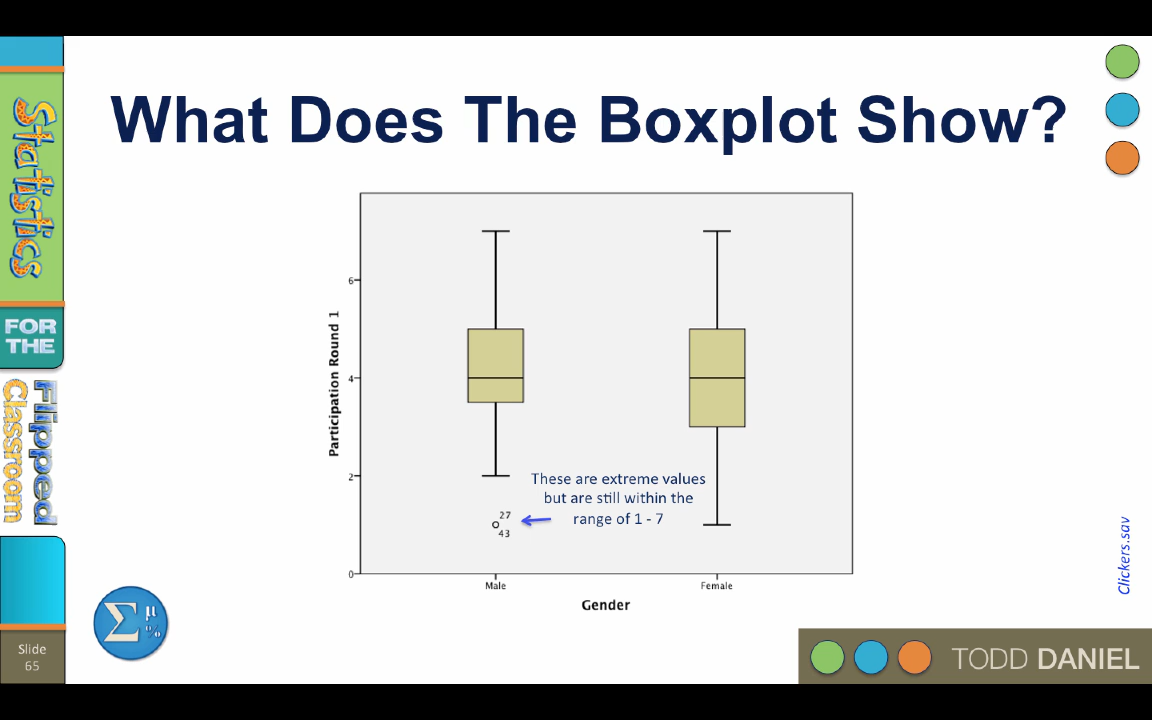 What Does The Boxplot Show?
Statistics
FOR
THE
Flipped
Classroom
Slide
65
Σ μ
%
Participation Round 1
6
4
2
0
These are extreme values
but are still within the
range of 1 - 7
27
43
Male
Female
Gender
Clickers.sav
TODD DANIEL